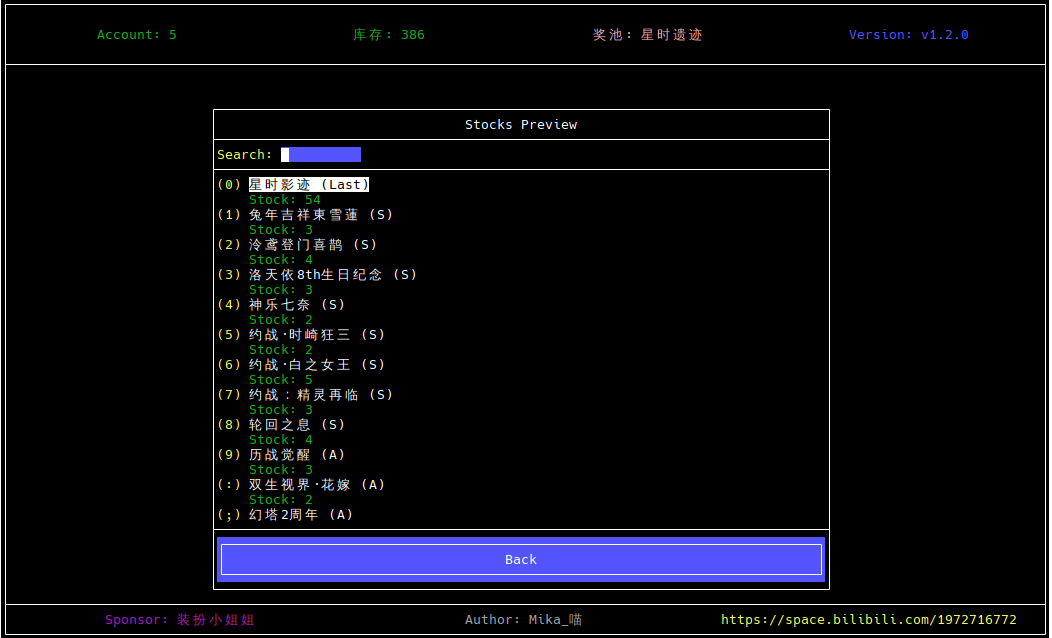 Account: 5 库存: 386 奖池: 星时遗迹 Version: v1.2.0
Stocks Preview
Search:
(0) 星时影迹 (Last)
Stock: 54
(1) 兔年吉祥東雪蓮 (S)
Stock: 3
(2) 泠鸢登门喜鹊 (S)
Stock: 4
(3) 洛天依8th生日纪念 (S)
Stock: 3
(4) 神乐七奈 (S)
Stock: 2
(5) 约战·时崎狂三 (S)
Stock: 2
(6) 约战·白之女王 (S)
Stock: 5
(7) 约战：精灵再临 (S)
Stock: 3
(8) 轮回之息 (S)
Stock: 4
(9) 历战觉醒 (A)
Stock: 3
(:) 双生视界·花嫁 (A)
Stock: 2
(;) 幻塔2周年 (A)
Back
Sponsor: 装扮小姐姐 Author: Mika_喵 https://space.bilibili.com/1972716772